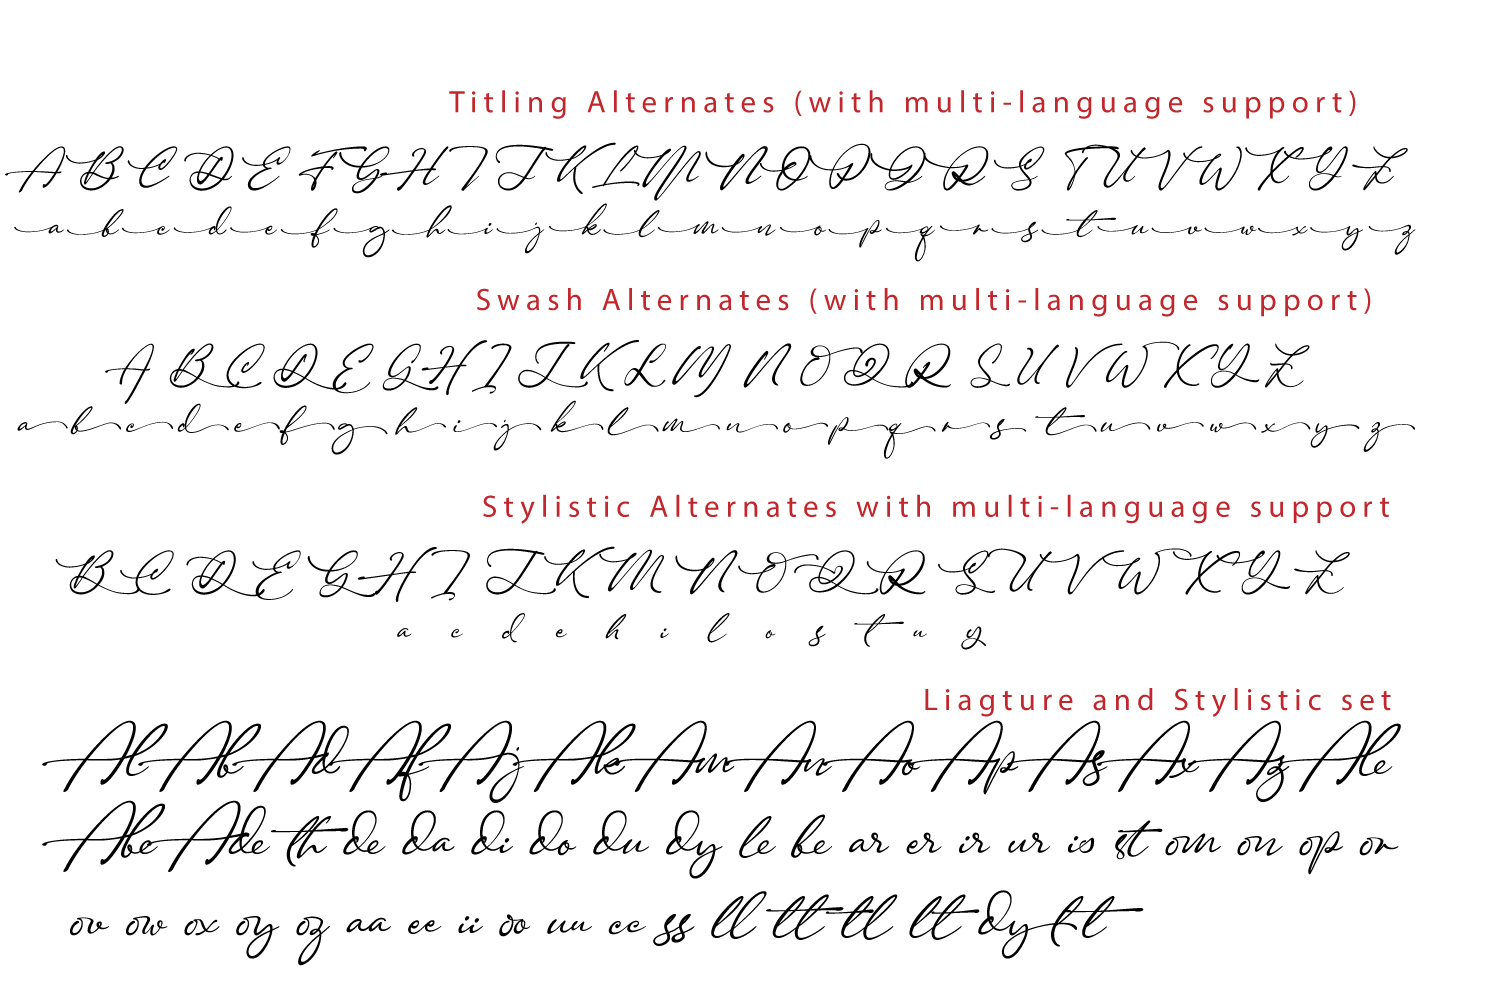 Titling Alternates (with multi-language support)
A B C D E F G H I J K L M N O P Q R S T U V W X Y Z
a b c d e f g h i j k l m n o p q r s t u v w x y z
Swash Alternates (with multi-language support)
A B C D E G H I J K L M N O Q R S U V W X Y Z
a b c d e f g h i j k l m n o p q r s t u v w x y z
Stylistic Alternates with multi-language support
B C D E G H I J K M N O Q R S U V W X Y Z
a c d e h i l o s t u y
Liagture and Stylistic set
Al Ab Ad Af Aj Ak Am An Ao Ap As Ax Az Ale
Abe Ade th de da di do du dy le be ar er ir ur is st om on op or
ov ow ox oy oz aa ee ii oo uu cc ss ll tt tl lt dy ft